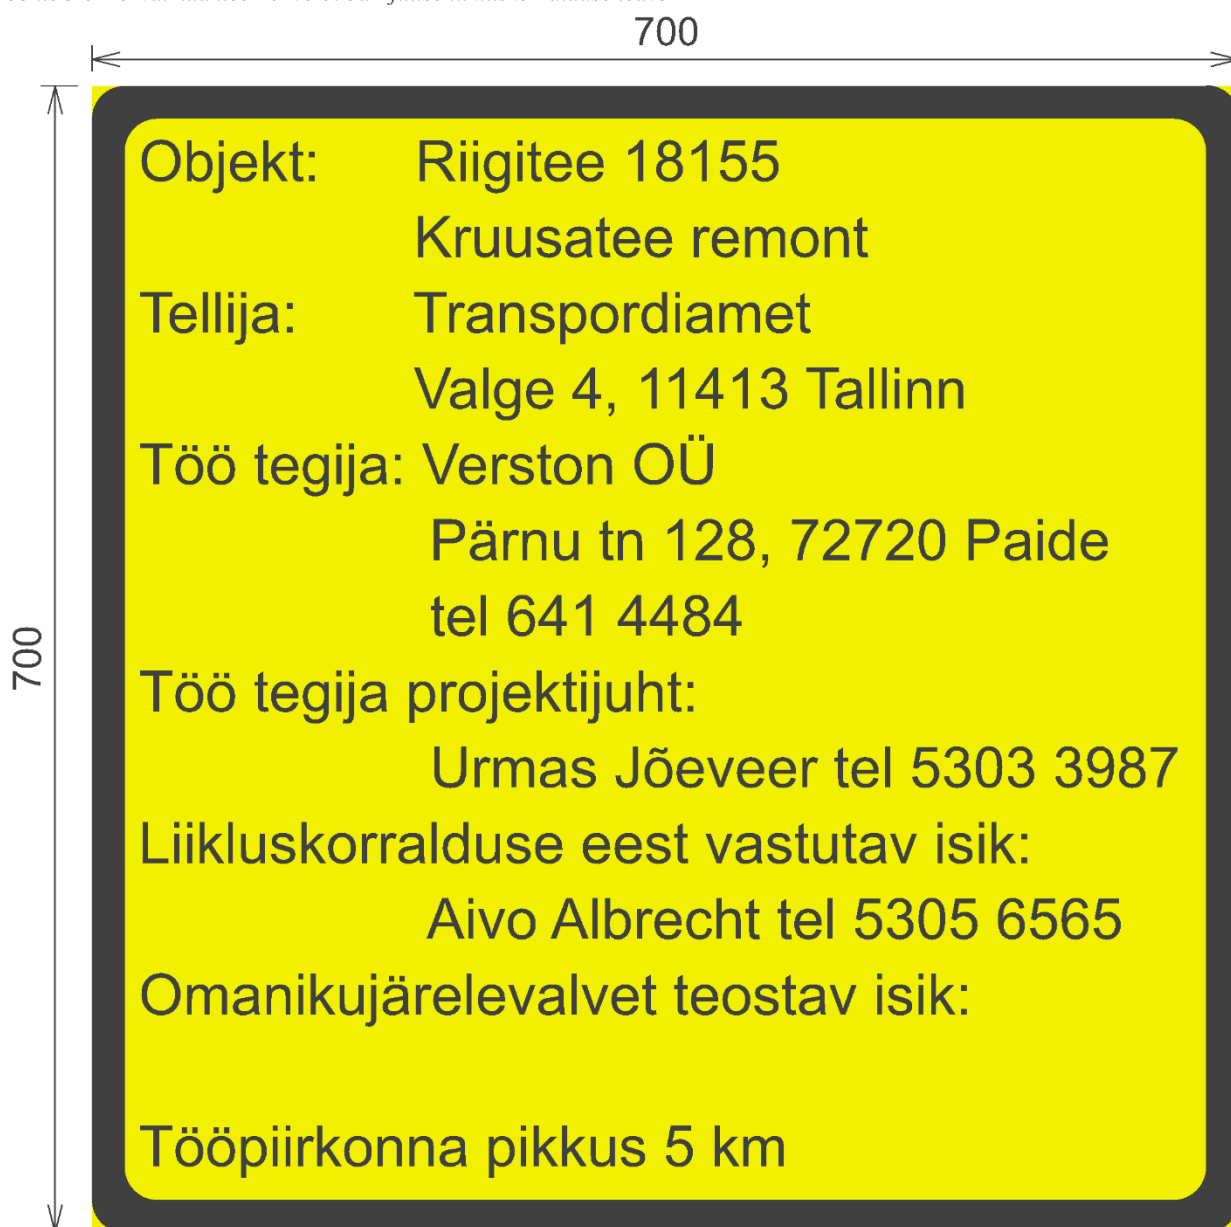 700
700
Objekt: Riigitee 18155
Kruusatee remont
Tellija: Transpordiamet
Valge 4, 11413 Tallinn
Töö tegija: Verston OÜ
Pärnu tn 128, 72720 Paide
tel 641 4484
Töö tegija projektijuht:
Urmas Jõeveer tel 5303 3987
Liikluskorralduse eest vastutav isik:
Aivo Albrecht tel 5305 6565
Omanikujärelevalvet teostav isik:
Tööpiirkonna pikkus 5 km